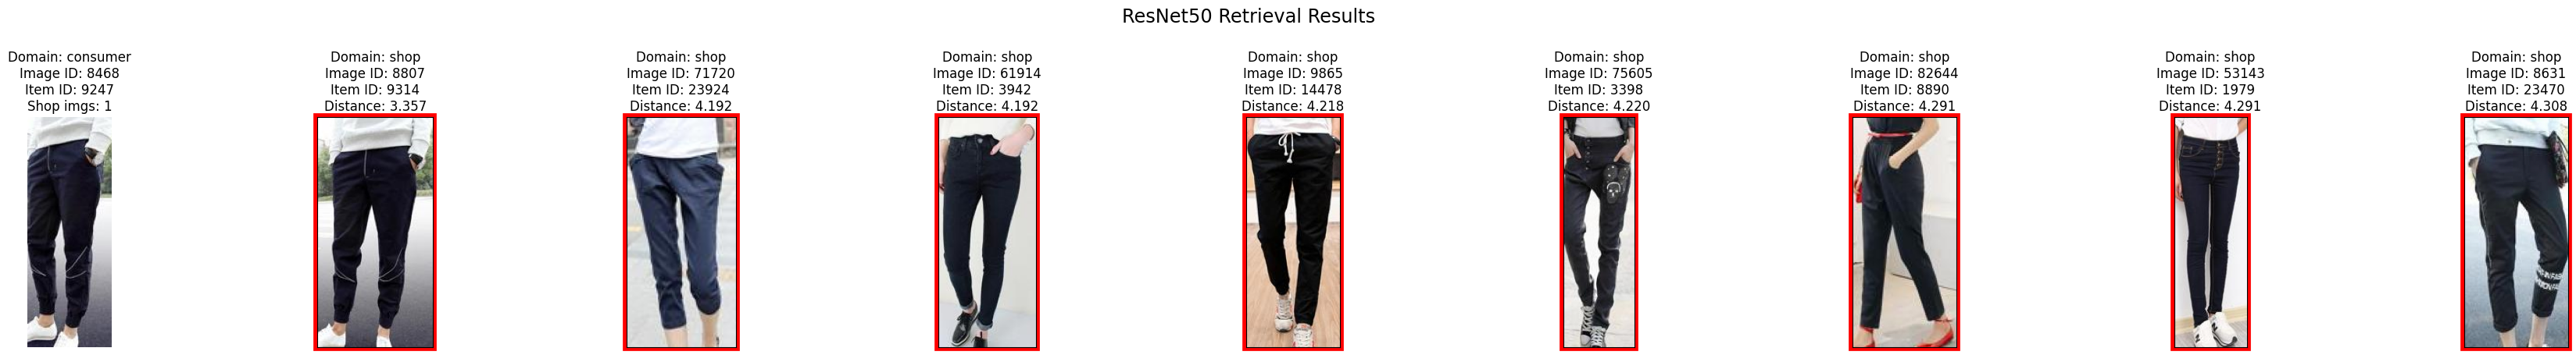 ResNet50 Retrieval Results
Domain: consumer
Image ID: 8468
Item ID: 9247
Shop imgs: 1
Domain: shop
Image ID: 8807
Item ID: 9314
Distance: 3.357
Domain: shop
Image ID: 71720
Item ID: 23924
Distance: 4.192
Domain: shop
Image ID: 61914
Item ID: 3942
Distance: 4.192
Domain: shop
Image ID: 9865
Item ID: 14478
Distance: 4.218
Domain: shop
Image ID: 75605
Item ID: 3398
Distance: 4.220
Domain: shop
Image ID: 82644
Item ID: 8890
Distance: 4.291
Domain: shop
Image ID: 53143
Item ID: 1979
Distance: 4.291
Domain: shop
Image ID: 8631
Item ID: 23470
Distance: 4.308